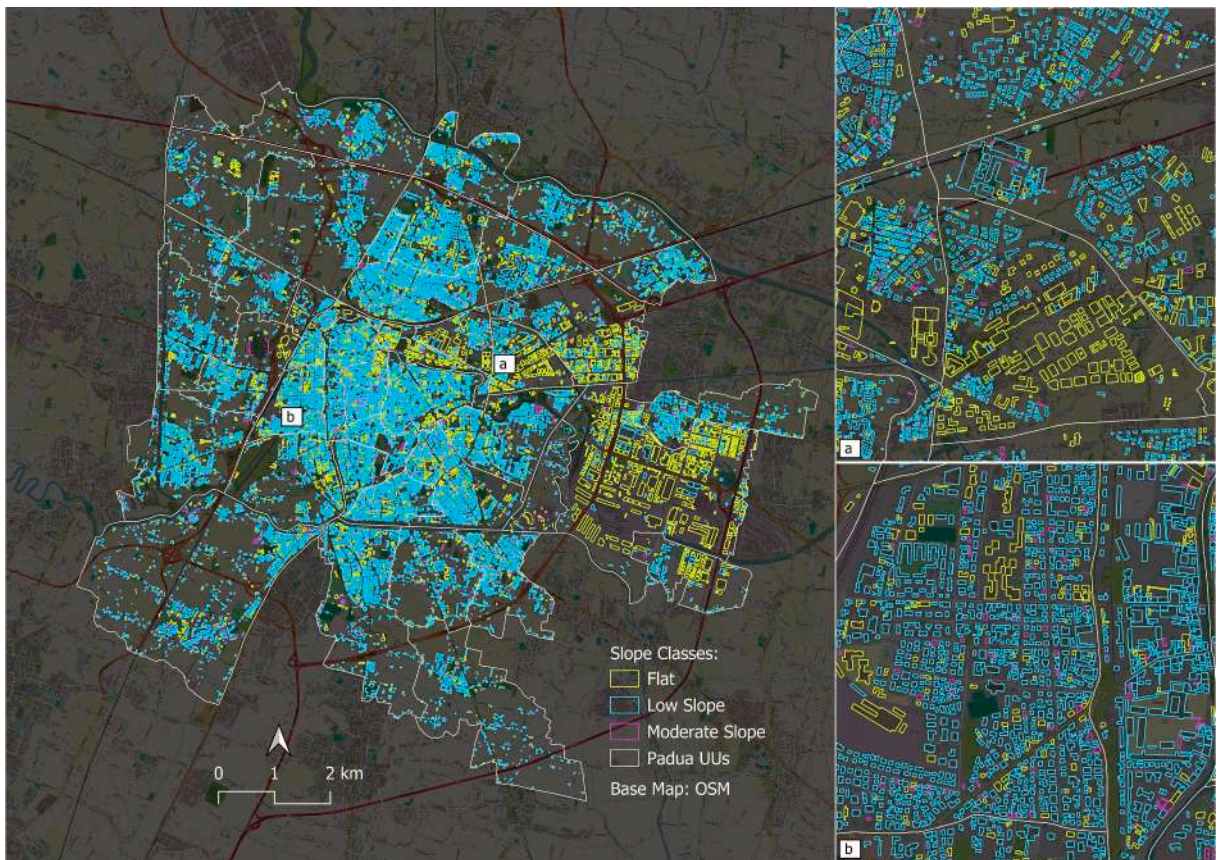 a
b
Slope Classes:
Flat
Low Slope
Moderate Slope
Padua UUs
Base Map: OSM
0 1 2 km
a
b